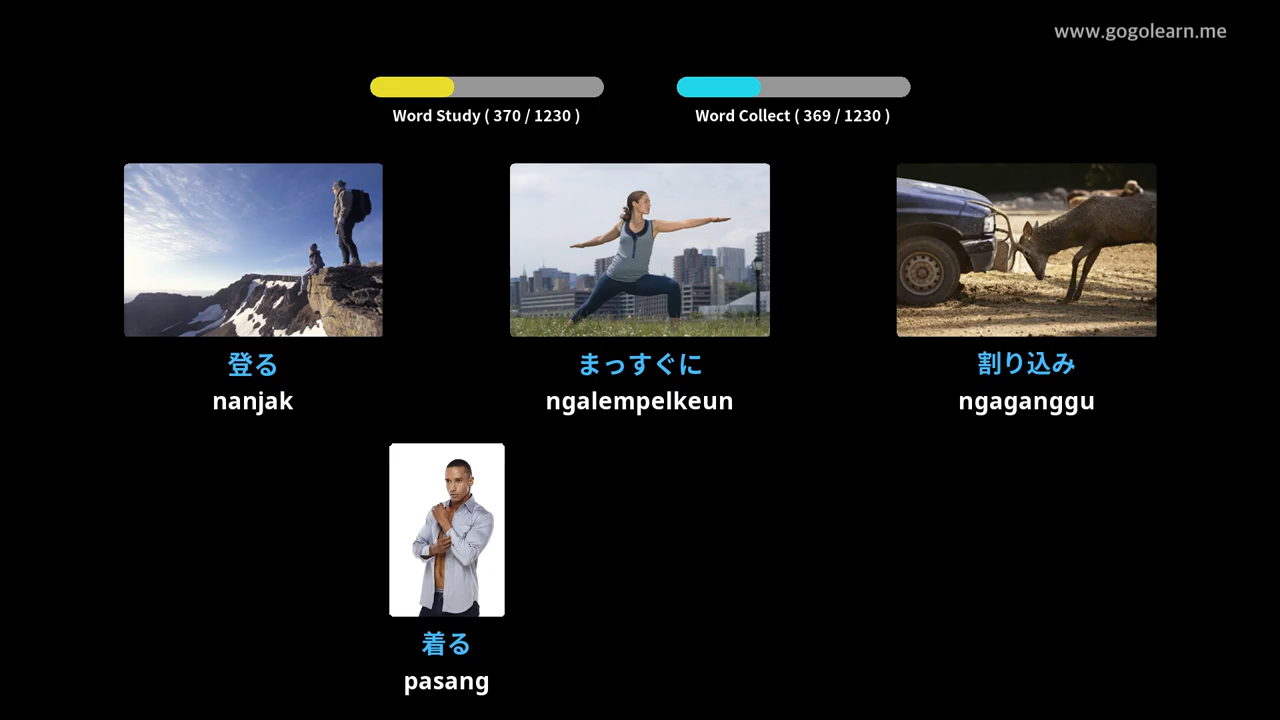 www.gogolearn.me
Word Study ( 370 / 1230 )
Word Collect ( 369 / 1230 )
登る
nanjak
まっすぐに
ngalempelkeun
割り込み
ngaganggu
着る
pasang